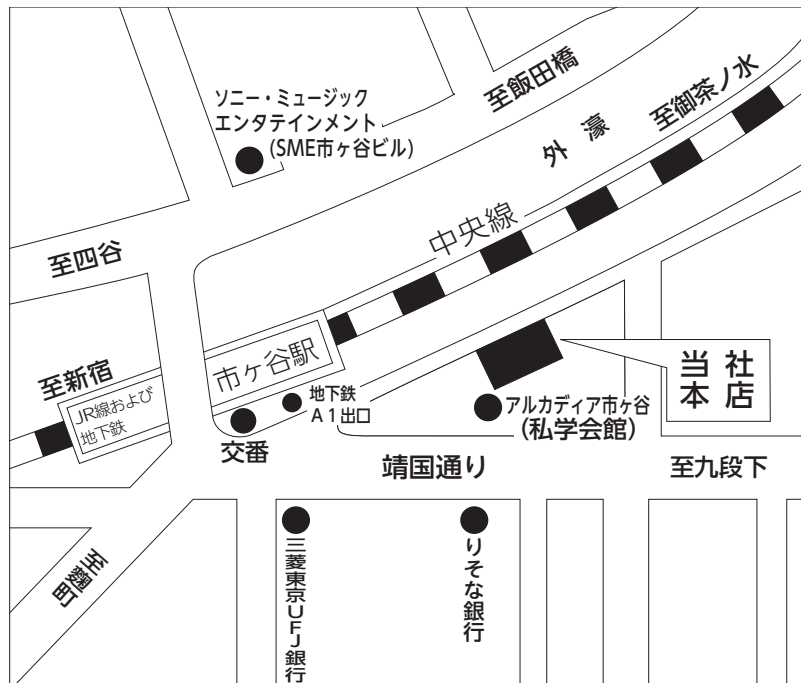 ソニー・ミュージック
エンタテインメント
(SME市ヶ谷ビル)
至飯田橋
外濠
至御茶ノ水
中央線
至四谷
市ヶ谷駅
至新宿
JR線および
地下鉄
地下鉄
A1出口
交番
アルカディア市ヶ谷
(私学会館)
当社
本店
靖国通り
至九段下
至麴町
三菱東京UFJ銀行
りそな銀行